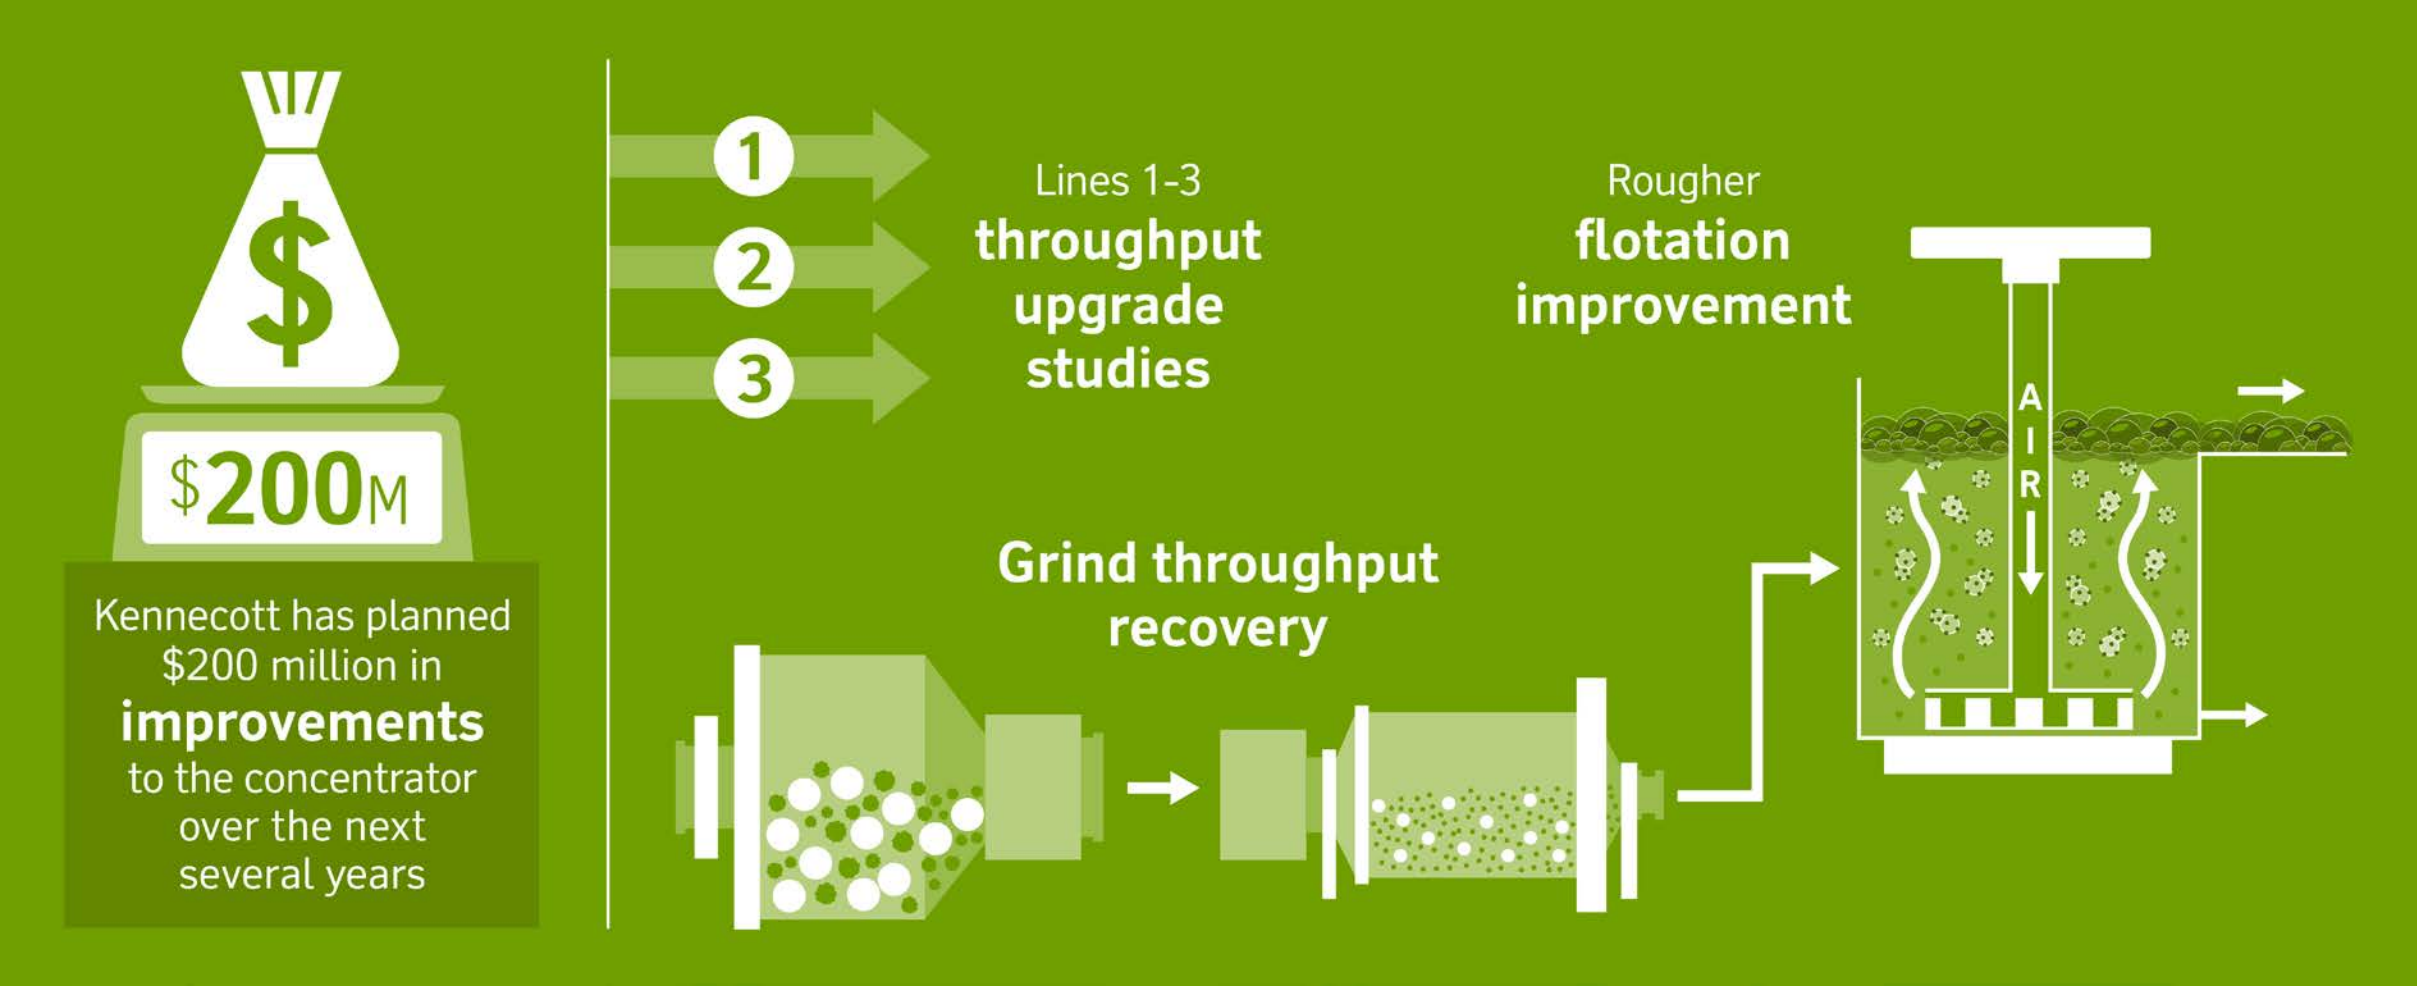 $
$200M
Kennecott has planned
$200 million in
improvements
to the concentrator
over the next
several years
1
2
3
Lines 1-3
throughput
upgrade
studies
Rougher
flotation
improvement
Grind throughput
recovery
AIR